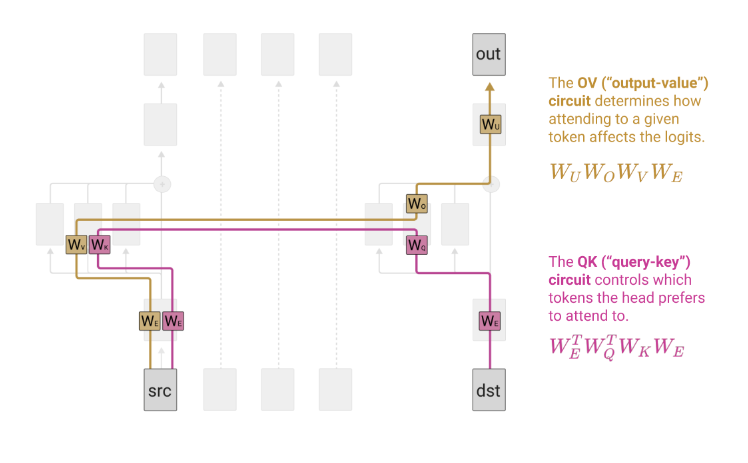 out
The OV (“output-value”)
circuit determines how
attending to a given
token affects the logits.
W_U
W_U W_O W_V W_E
W_O
W_V W_K W_Q
The QK (“query-key”)
circuit controls which
tokens the head prefers
to attend to.
W_E W_E W_E
W_E^T W_Q^T W_K W_E
src dst